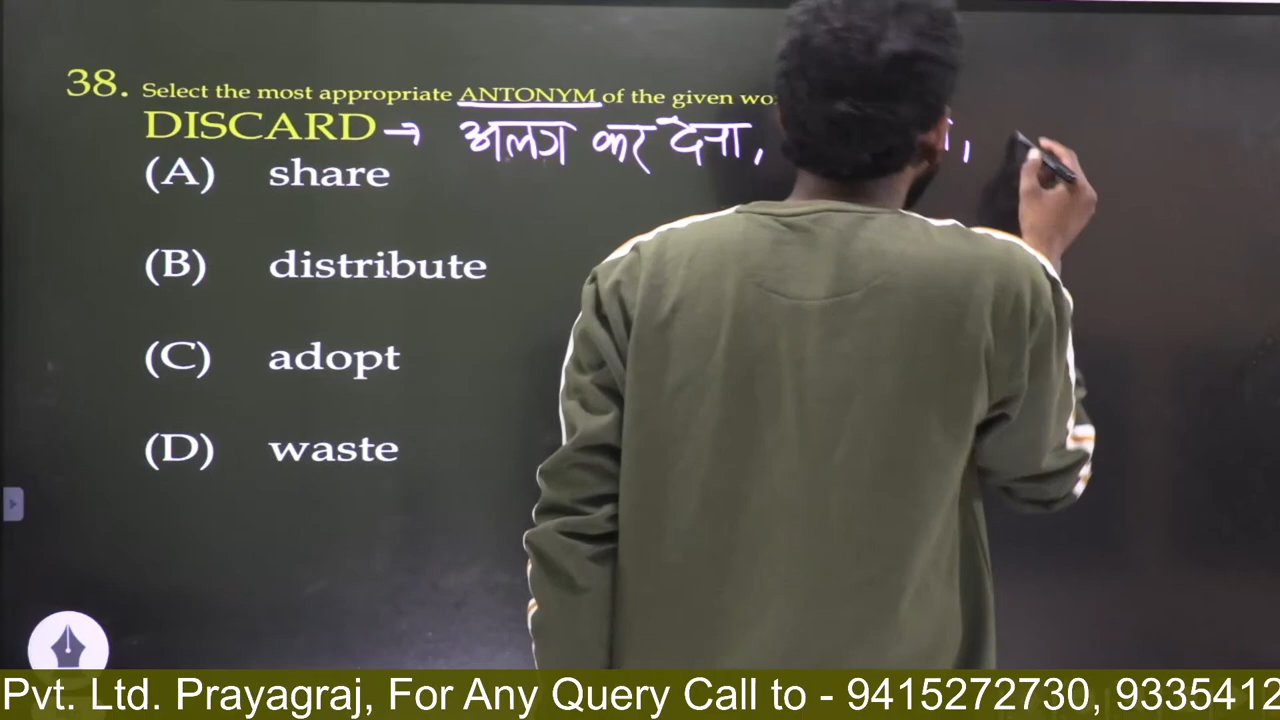 38. Select the most appropriate ANTONYM of the given
DISCARD → अलग कर देना,
(A) share
(B) distribute
(C) adopt
(D) waste
Pvt. Ltd. Prayagraj, For Any Query Call to - 9415272730, 9335412